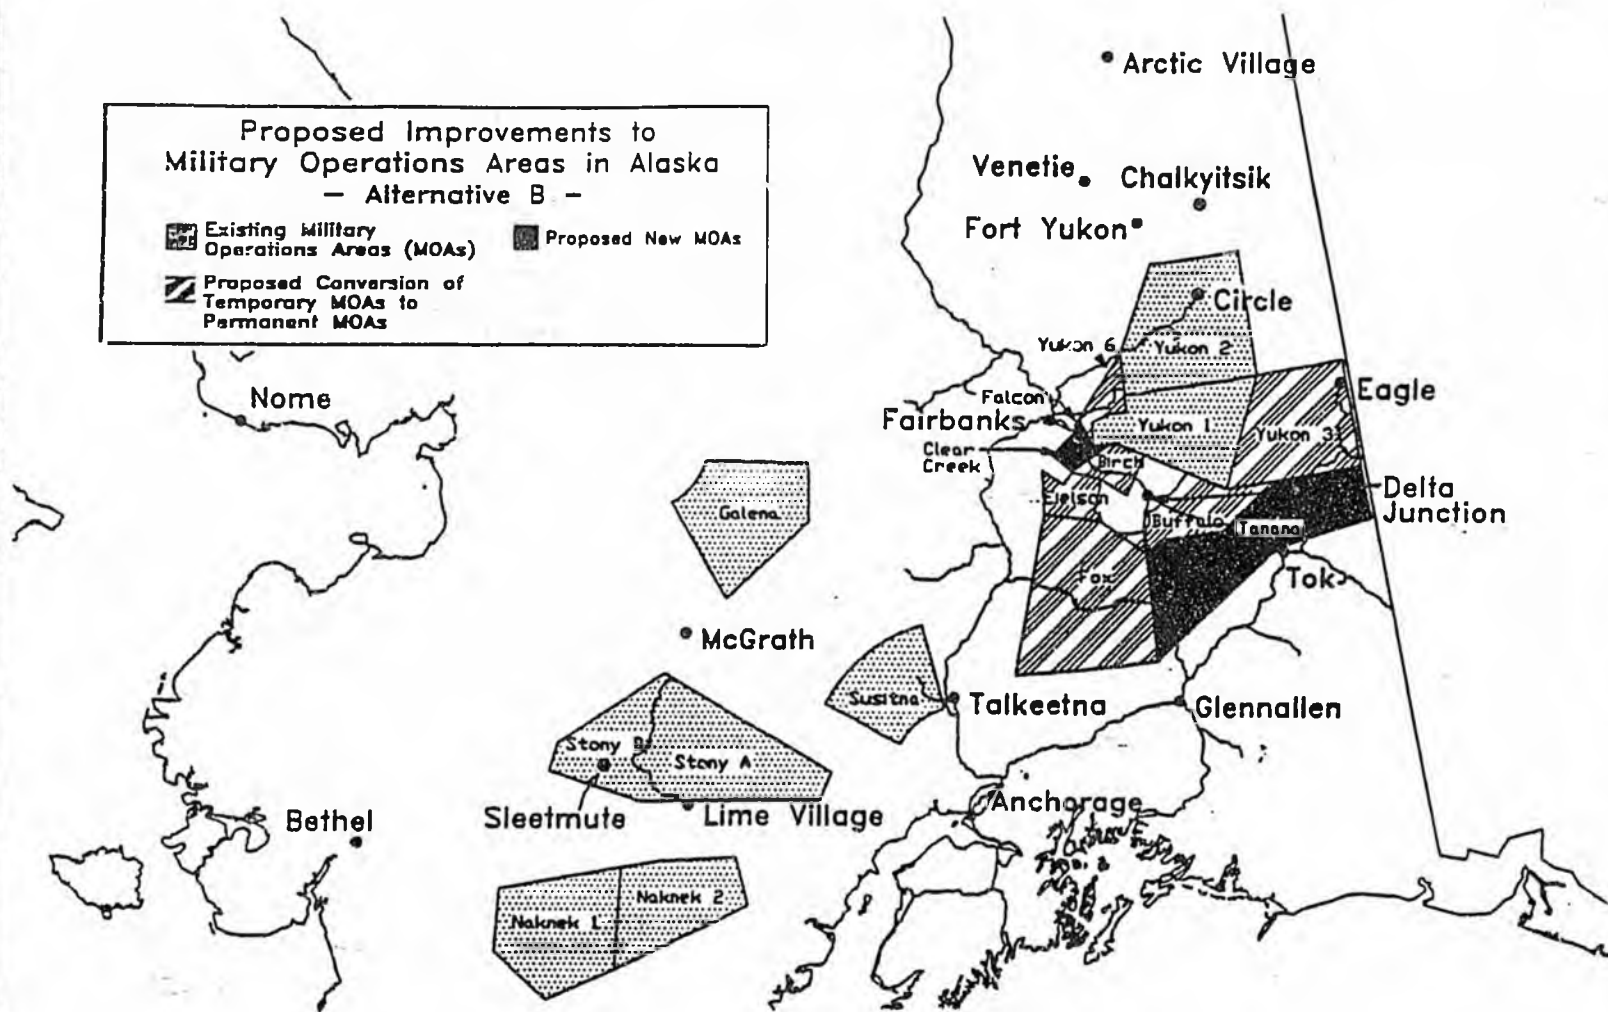 Proposed Improvements to
Military Operations Areas in Alaska
– Alternative B –
Existing Military
Operations Areas (MOAs)
Proposed New MOAs
Proposed Conversion of
Temporary MOAs to
Permanent MOAs
Arctic Village
Venetie
Chalkyitsik
Fort Yukon
Circle
Yukon 6
Yukon 2
Nome
Falcon
Eagle
Fairbanks
Yukon 1
Yukon 3
Clear
Creek
Birch
Eielson
Delta
Junction
Galena
Buffalo
Tanana
Fox
Tok
McGrath
Susitna
Talkeetna
Glennallen
Stony B
Stony A
Anchorage
Sleetmute
Lime Village
Bethel
Naknek 1
Naknek 2